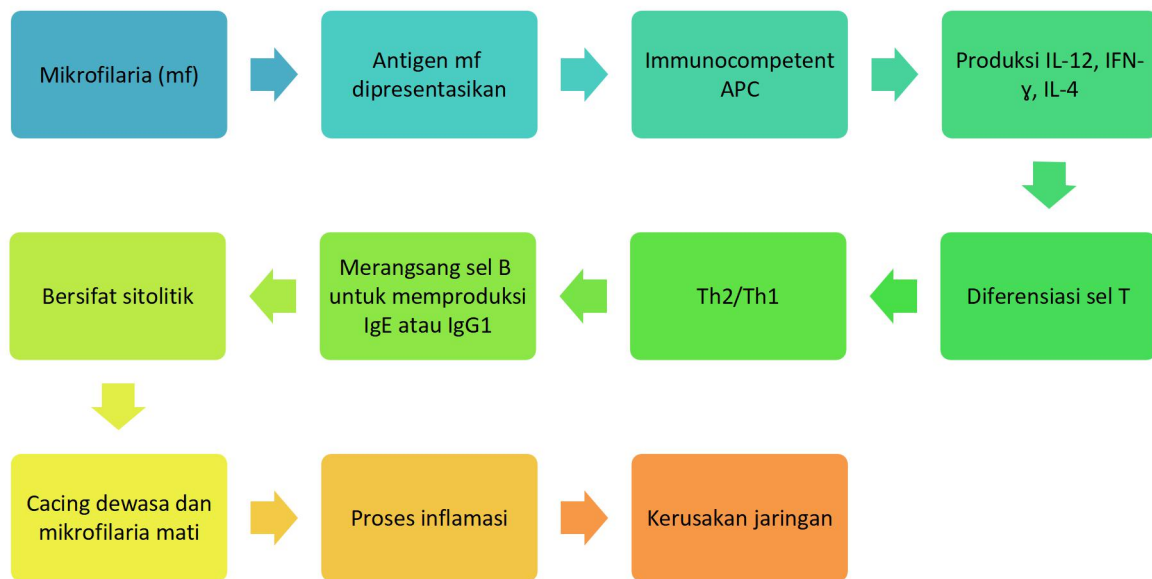 Mikrofilaria (mf)
Antigen mf
dipresentasikan
Immunocompetent
APC
Produksi IL-12, IFN-
ɣ, IL-4
Diferensiasi sel T
Th2/Th1
Merangsang sel B
untuk memproduksi
IgE atau IgG1
Bersifat sitolitik
Cacing dewasa dan
mikrofilaria mati
Proses inflamasi
Kerusakan jaringan